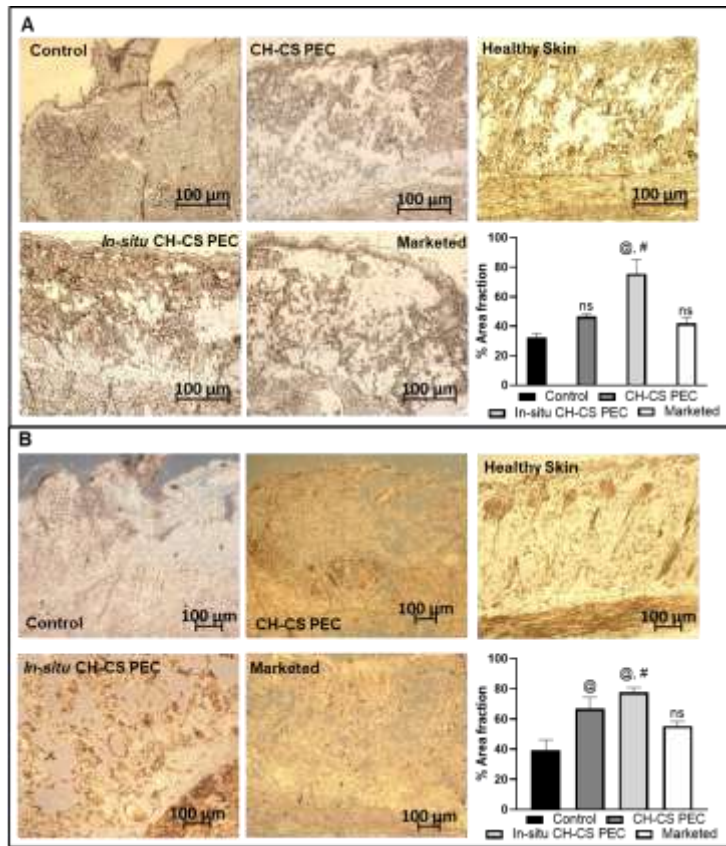 A
Control
CH-CS PEC
Healthy Skin
100 µm
100 µm
100 µm
In-situ CH-CS PEC
Marketed
100 µm
100 µm
% Area fraction
100
80
60
40
20
0
ns
@, #
ns
Control
CH-CS PEC
In-situ CH-CS PEC
Marketed
B
Healthy Skin
Control
100 µm
CH-CS PEC
100 µm
100 µm
In-situ CH-CS PEC
Marketed
100 µm
100 µm
% Area fraction
100
80
60
40
20
0
@
@, #
ns
Control
CH-CS PEC
In-situ CH-CS PEC
Marketed